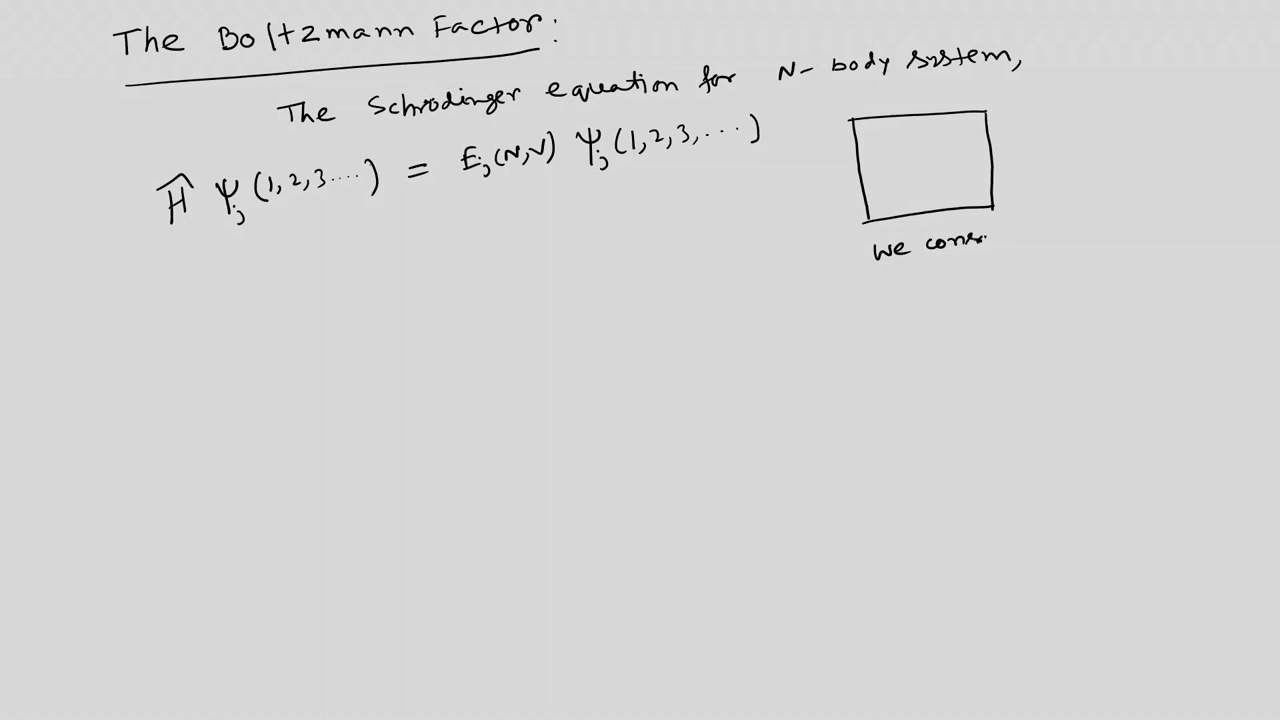 The Boltzmann Factor:
The Schrodinger equation for N-body system,
Ĥ Ψⱼ(1,2,3....) = Eⱼ(N,V) Ψⱼ(1,2,3,...)
we cons